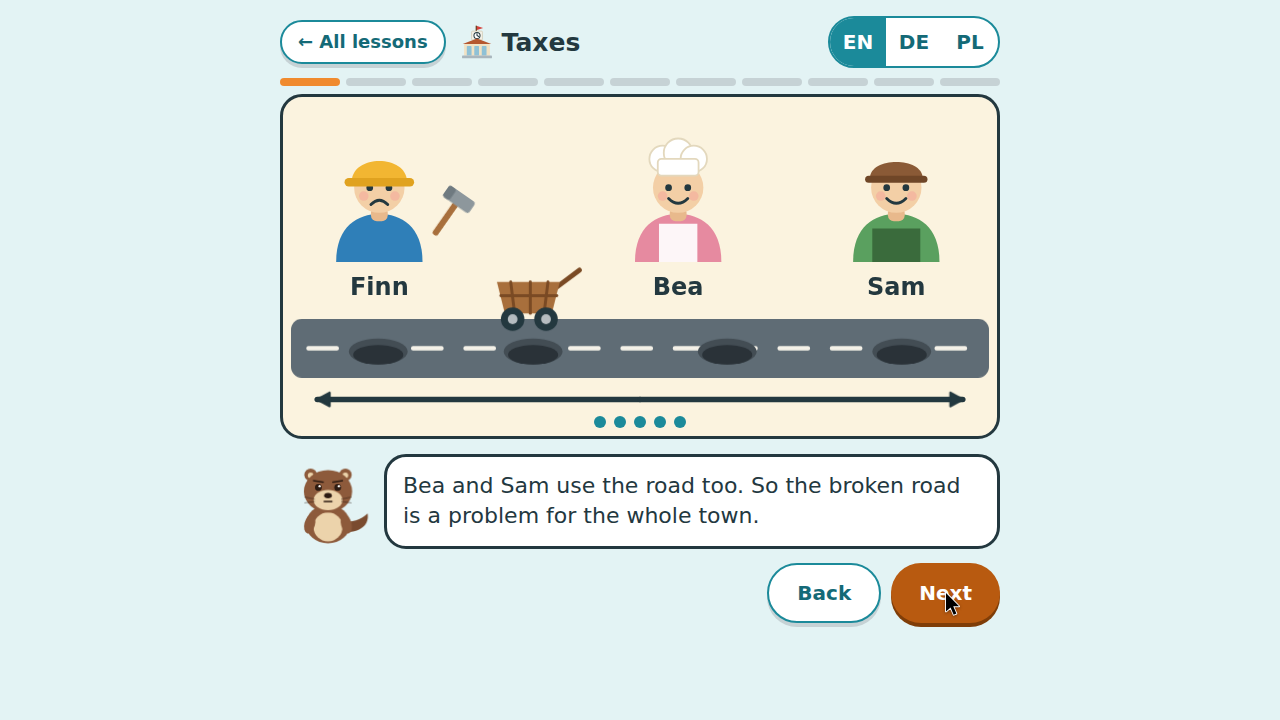 ← All lessons
Taxes
EN DE PL
Finn
Bea
Sam
Bea and Sam use the road too. So the broken road
is a problem for the whole town.
Back
Next